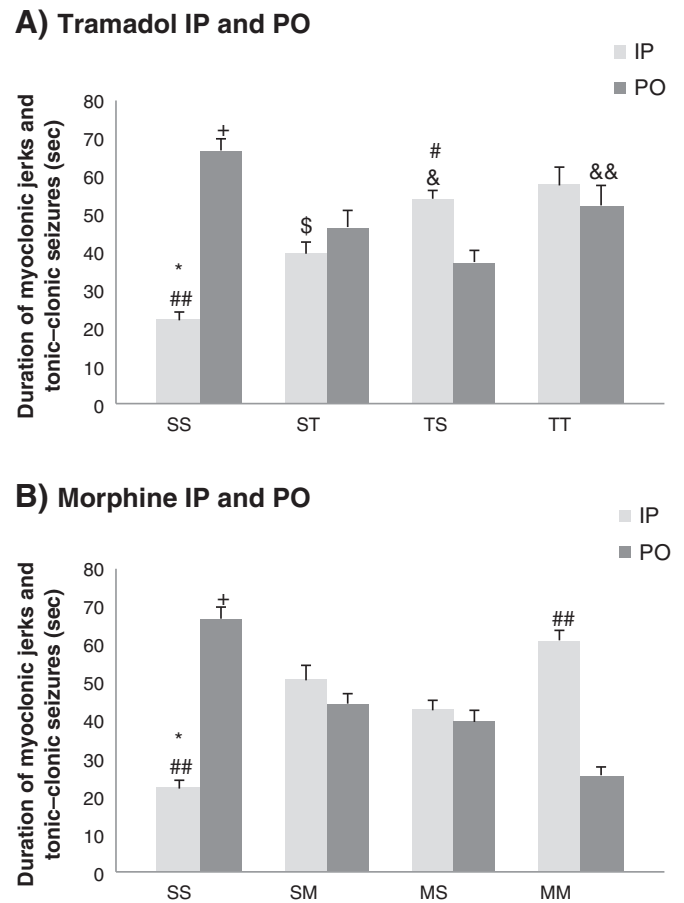 A) Tramadol IP and PO
IP
PO
Duration of myoclonic jerks and
tonic–clonic seizures (sec)
80
70
60
50
40
30
20
10
0
*
##
+
$
#
&
&&
SS
ST
TS
TT
B) Morphine IP and PO
IP
PO
Duration of myoclonic jerks and
tonic–clonic seizures (sec)
80
70
60
50
40
30
20
10
0
*
##
+
##
SS
SM
MS
MM